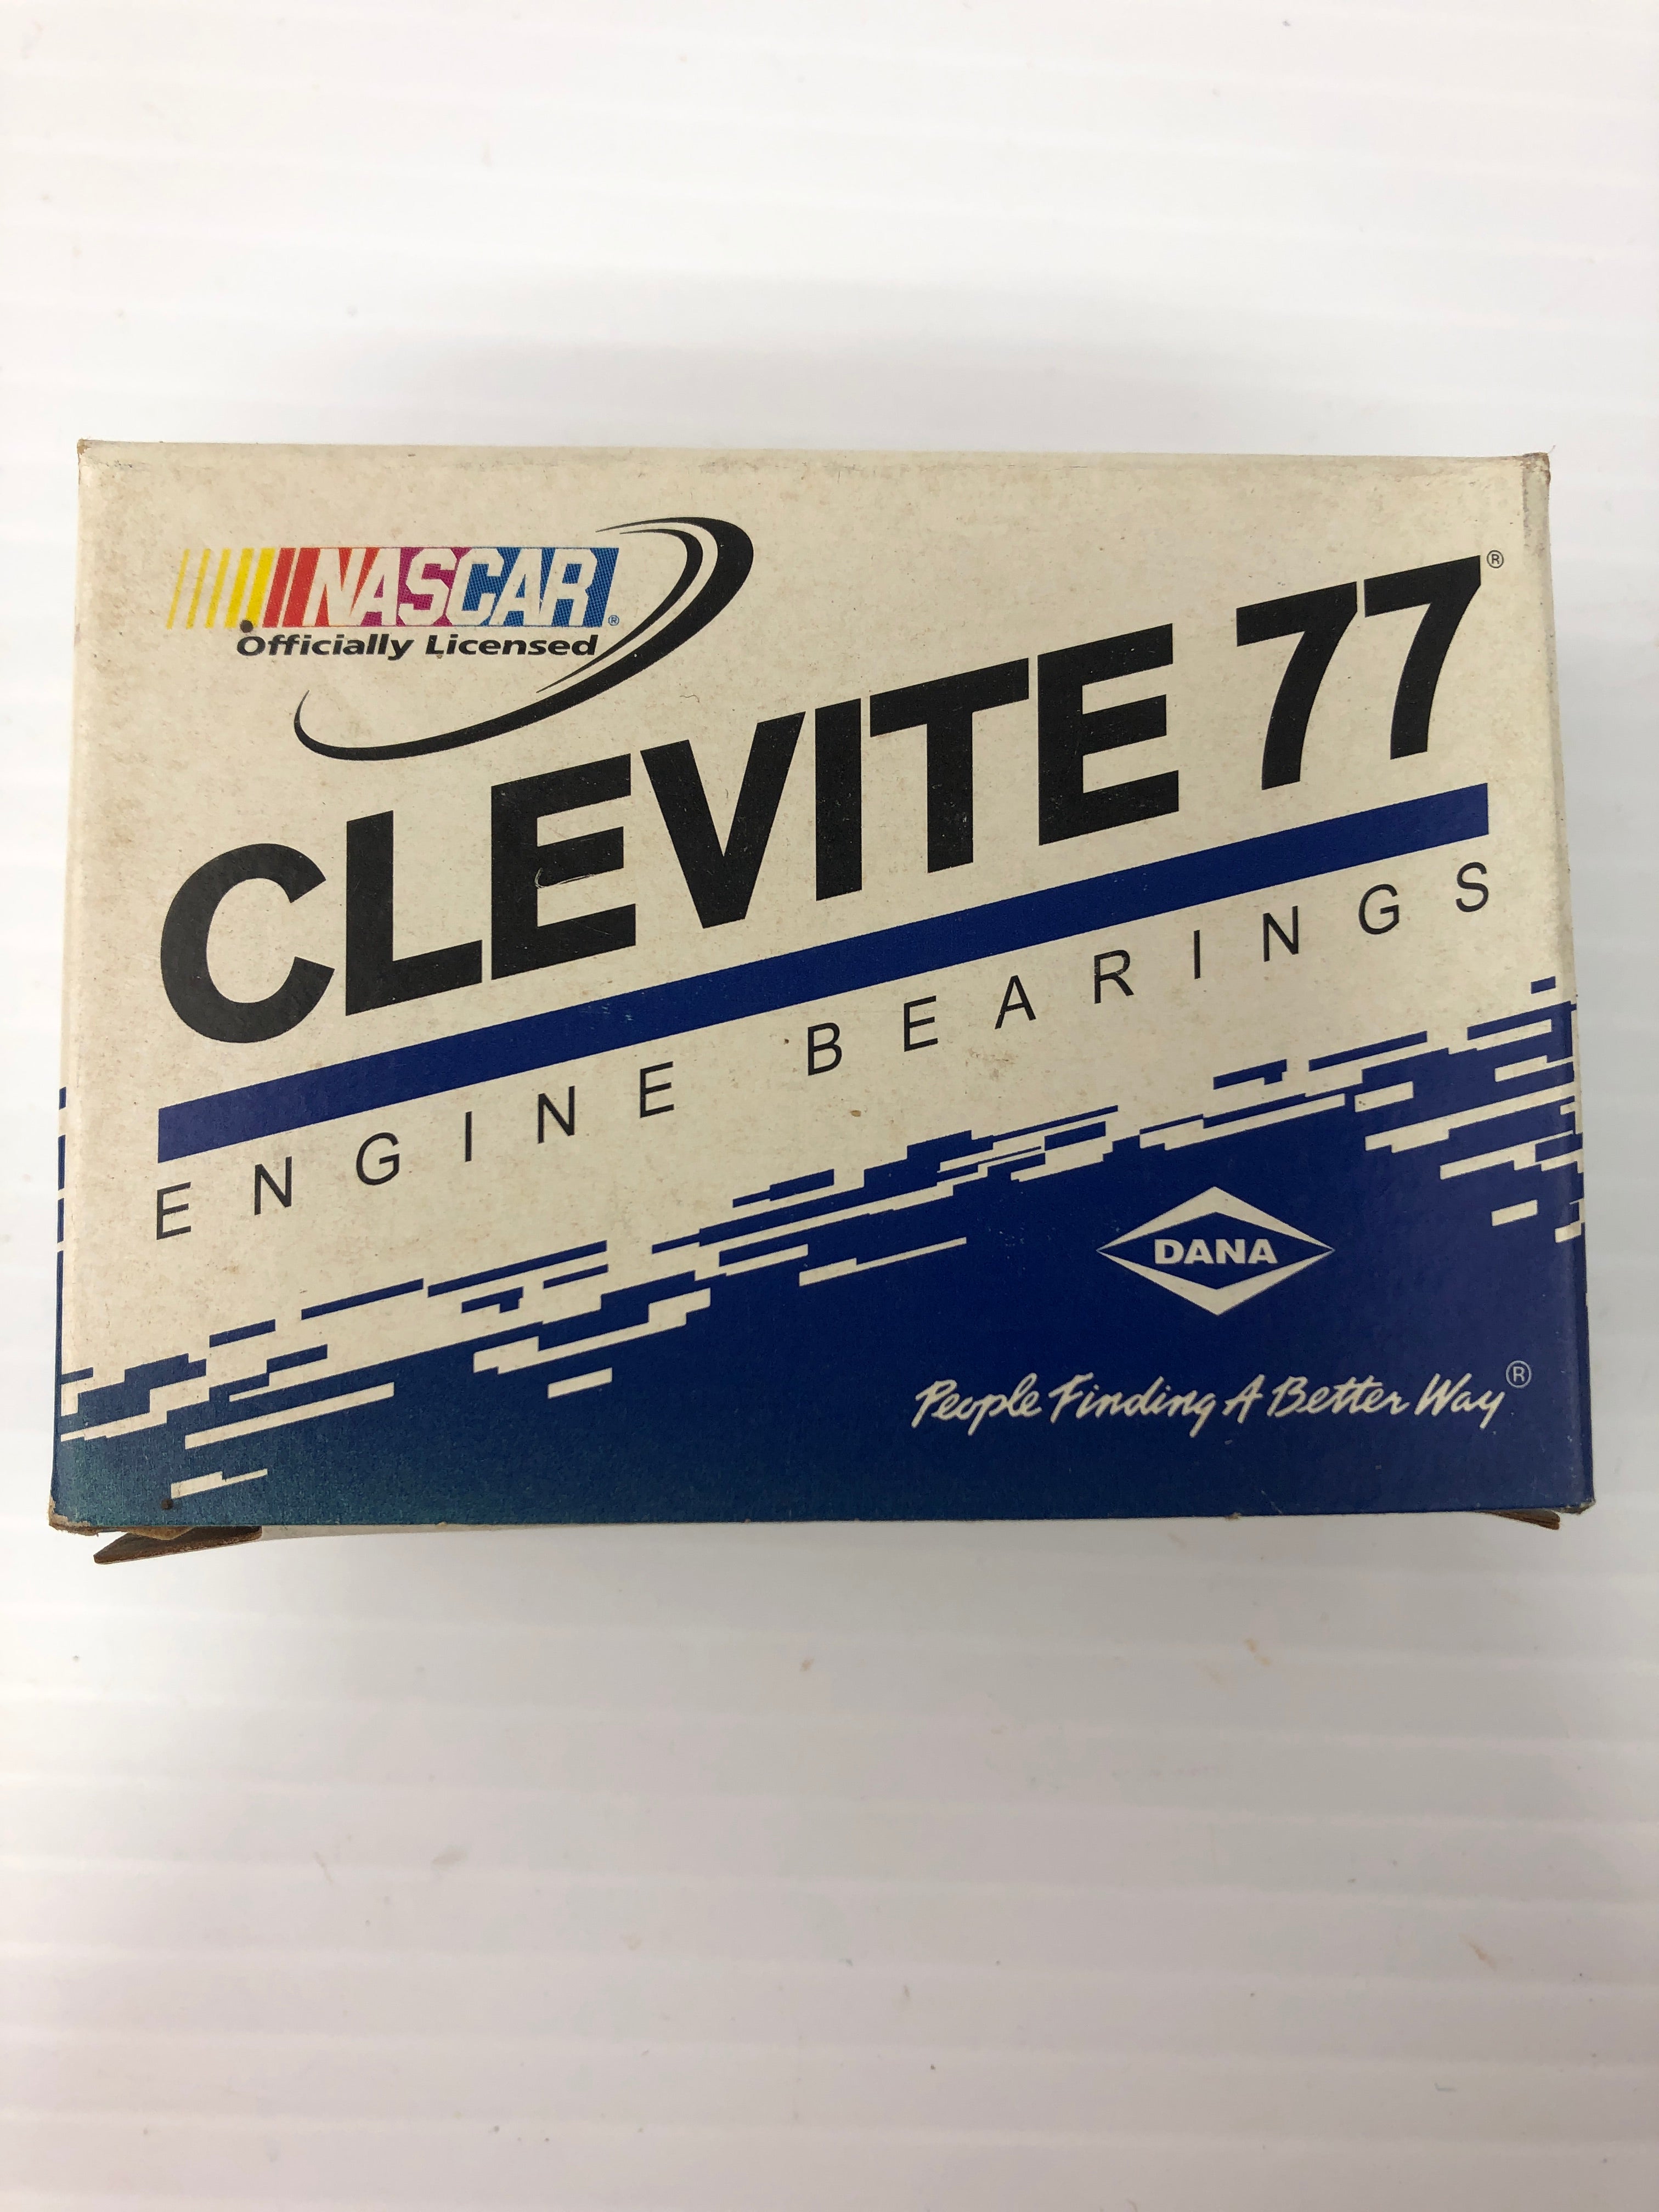 NASCAR®
Officially Licensed
CLEVITE 77®
ENGINE BEARINGS
DANA
People Finding A Better Way®